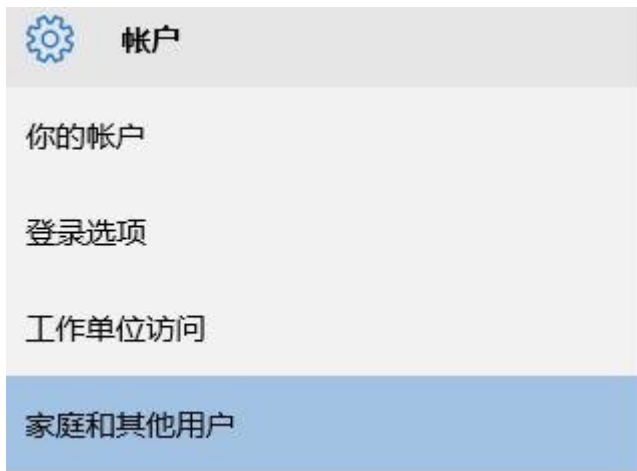 帐户
你的帐户
登录选项
工作单位访问
家庭和其他用户